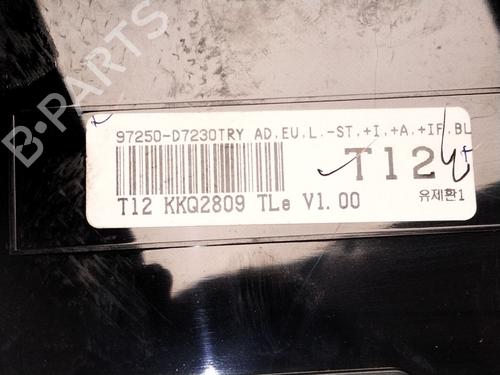 B-PARTS
97250-D7230TRY AD.EU.L.-ST.+I.+A.+IF.BL
T12
T12 KKQ2809 TLe V1.00
유제환1